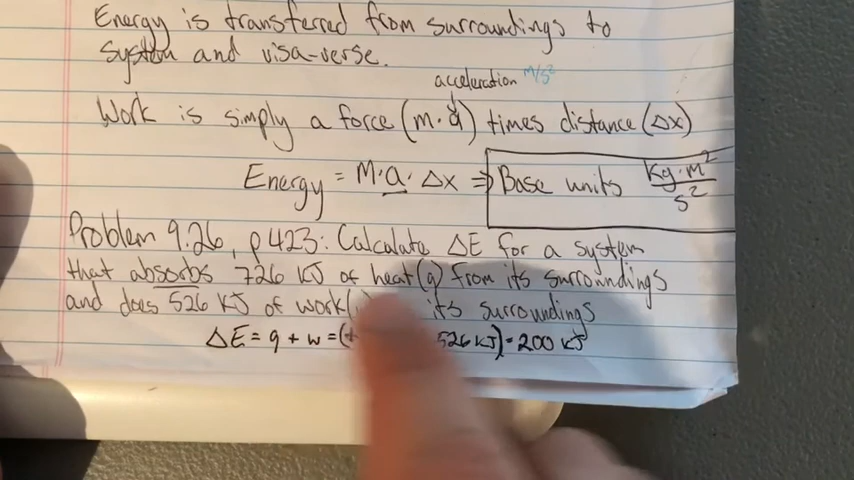 Energy is transferred from surroundings to
system and visa-verse.
acceleration m/s²
Work is simply a force (m·a) times distance (Δx)
Energy = m·a·Δx ⇒ Base units kg·m²/s²
Problem 9.26, p423: Calculate ΔE for a system
that absorbs 726 kJ of heat (q) from its surroundings
and does 526 kJ of work ( its surroundings
ΔE = q + w = (+ 526 kJ) = 200 kJ